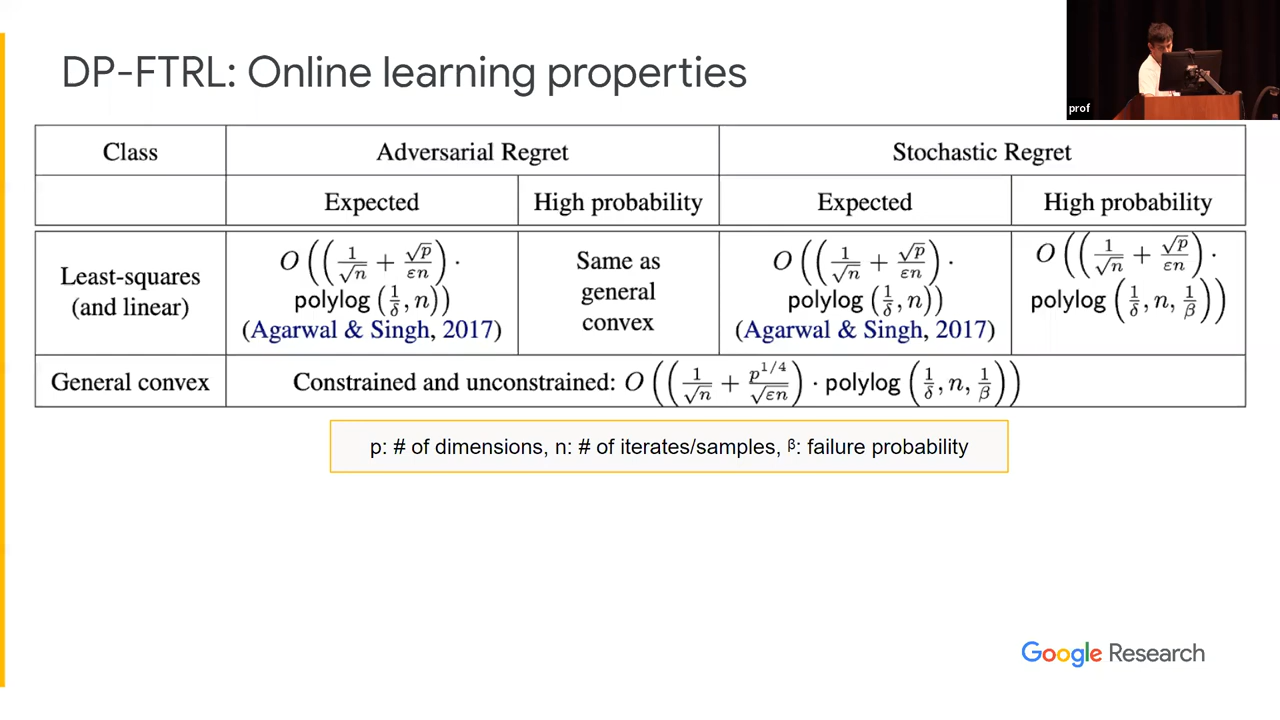 DP-FTRL: Online learning properties
prof
Class Adversarial Regret Stochastic Regret
Expected High probability Expected High probability
Least-squares
(and linear)
O ((1/√n + √p/εn) ·
polylog (1/δ, n))
(Agarwal & Singh, 2017)
Same as
general
convex
O ((1/√n + √p/εn) ·
polylog (1/δ, n))
(Agarwal & Singh, 2017)
O ((1/√n + √p/εn) ·
polylog (1/δ, n, 1/β))
General convex Constrained and unconstrained: O ((1/√n + p^1/4/√εn) · polylog (1/δ, n, 1/β))
p: # of dimensions, n: # of iterates/samples, β: failure probability
Google Research